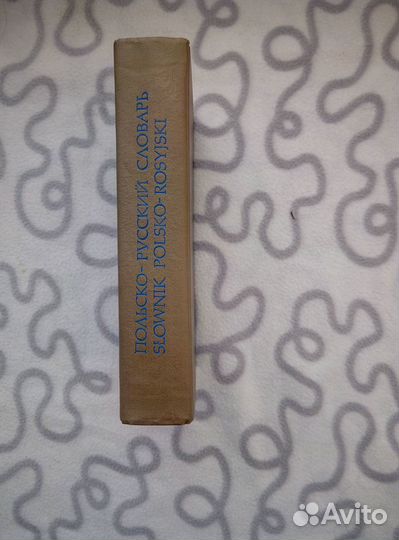 ПОЛЬСКО-РУССКИЙ СЛОВАРЬ
SŁOWNIK POLSKO-ROSYJSKI
Avito